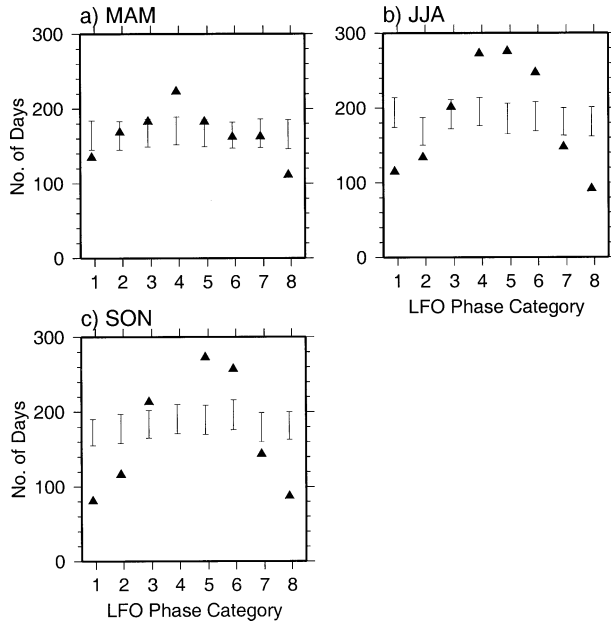 a) MAM
300
200
100
0
No. of Days
1 2 3 4 5 6 7 8
b) JJA
300
200
100
0
1 2 3 4 5 6 7 8
LFO Phase Category
c) SON
300
200
100
0
No. of Days
1 2 3 4 5 6 7 8
LFO Phase Category